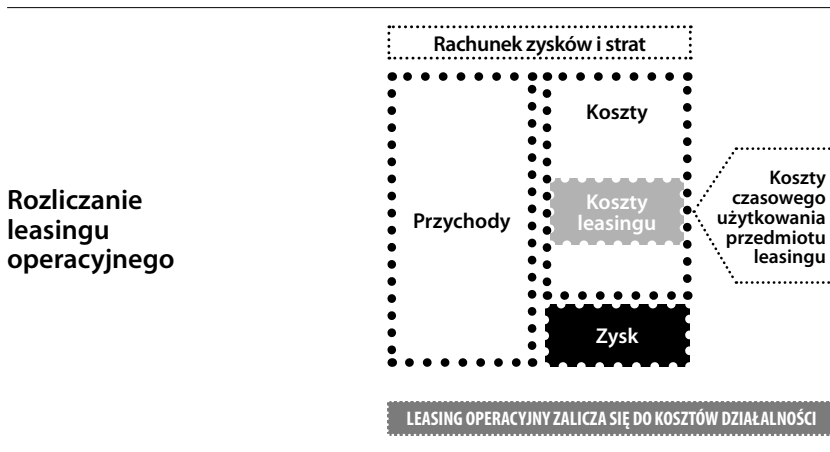 Rachunek zysków i strat
Rozliczanie
leasingu
operacyjnego
Przychody
Koszty
Koszty
leasingu
Zysk
Koszty
czasowego
użytkowania
przedmiotu
leasingu
LEASING OPERACYJNY ZALICZA SIĘ DO KOSZTÓW DZIAŁALNOŚCI